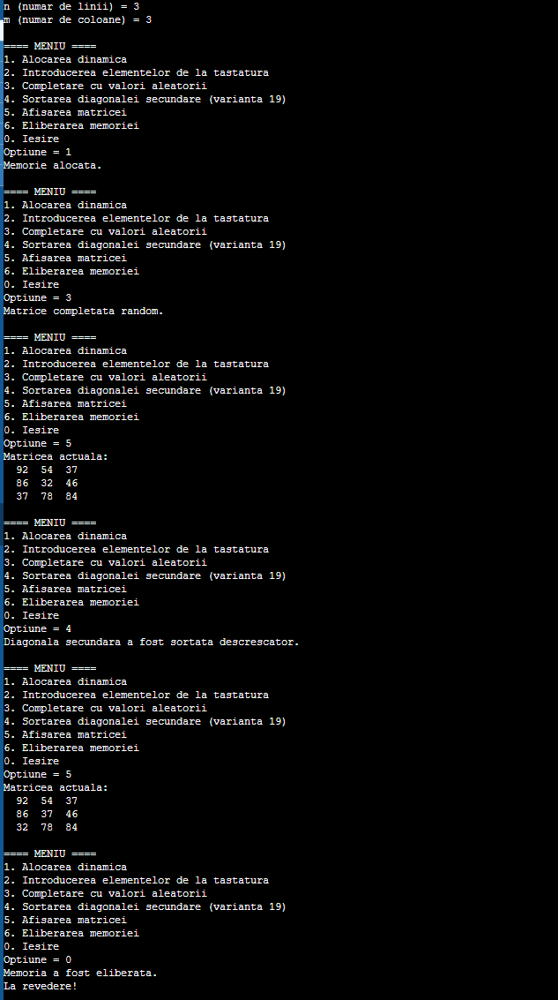 n (numar de linii) = 3
m (numar de coloane) = 3

==== MENIU ====
1. Alocarea dinamica
2. Introducerea elementelor de la tastatura
3. Completare cu valori aleatorii
4. Sortarea diagonalei secundare (varianta 19)
5. Afisarea matricei
6. Eliberarea memoriei
0. Iesire
Optiune = 1
Memorie alocata.

==== MENIU ====
1. Alocarea dinamica
2. Introducerea elementelor de la tastatura
3. Completare cu valori aleatorii
4. Sortarea diagonalei secundare (varianta 19)
5. Afisarea matricei
6. Eliberarea memoriei
0. Iesire
Optiune = 3
Matrice completata random.

==== MENIU ====
1. Alocarea dinamica
2. Introducerea elementelor de la tastatura
3. Completare cu valori aleatorii
4. Sortarea diagonalei secundare (varianta 19)
5. Afisarea matricei
6. Eliberarea memoriei
0. Iesire
Optiune = 5
Matricea actuala:
  92  54  37
  86  32  46
  37  78  84

==== MENIU ====
1. Alocarea dinamica
2. Introducerea elementelor de la tastatura
3. Completare cu valori aleatorii
4. Sortarea diagonalei secundare (varianta 19)
5. Afisarea matricei
6. Eliberarea memoriei
0. Iesire
Optiune = 4
Diagonala secundara a fost sortata descrescator.

==== MENIU ====
1. Alocarea dinamica
2. Introducerea elementelor de la tastatura
3. Completare cu valori aleatorii
4. Sortarea diagonalei secundare (varianta 19)
5. Afisarea matricei
6. Eliberarea memoriei
0. Iesire
Optiune = 5
Matricea actuala:
  92  54  37
  86  37  46
  32  78  84

==== MENIU ====
1. Alocarea dinamica
2. Introducerea elementelor de la tastatura
3. Completare cu valori aleatorii
4. Sortarea diagonalei secundare (varianta 19)
5. Afisarea matricei
6. Eliberarea memoriei
0. Iesire
Optiune = 0
Memoria a fost eliberata.
La revedere!